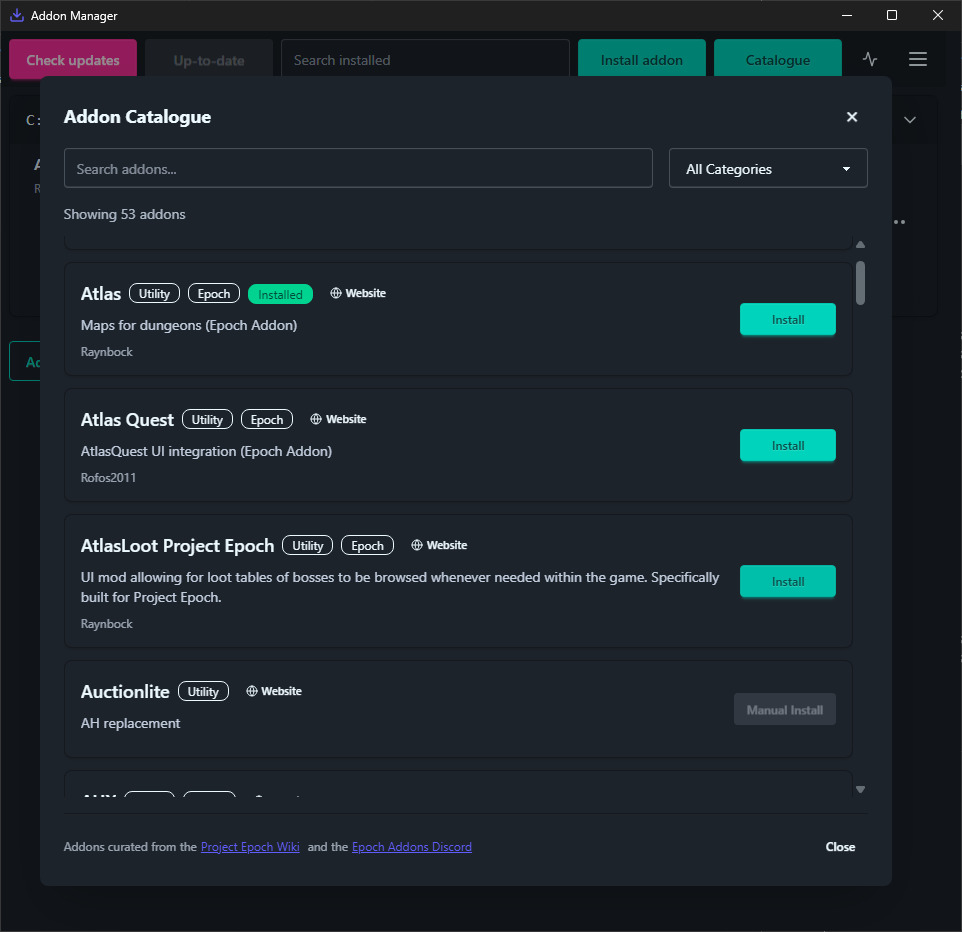 Addon Manager
Check updates
Up-to-date
Search installed
Install addon
Catalogue
C:
Addon Catalogue
Search addons...
All Categories
Showing 53 addons
Atlas Utility Epoch Installed Website
Maps for dungeons (Epoch Addon)
Raynbock
Install
Atlas Quest Utility Epoch Website
AtlasQuest UI integration (Epoch Addon)
Rofos2011
Install
AtlasLoot Project Epoch Utility Epoch Website
UI mod allowing for loot tables of bosses to be browsed whenever needed within the game. Specifically
built for Project Epoch.
Raynbock
Install
Auctionlite Utility Website
AH replacement
Manual Install
Addons curated from the Project Epoch Wiki and the Epoch Addons Discord
Close